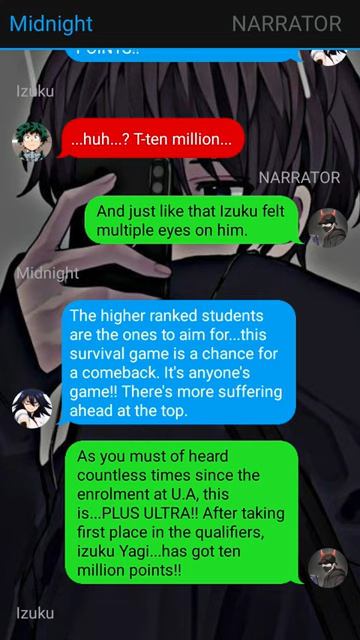 Midnight NARRATOR
POINTS!!
Izuku
...huh...? T-ten million...
NARRATOR
And just like that Izuku felt
multiple eyes on him.
Midnight
The higher ranked students
are the ones to aim for...this
survival game is a chance for
a comeback. It's anyone's
game!! There's more suffering
ahead at the top.
As you must of heard
countless times since the
enrolment at U.A, this
is...PLUS ULTRA!! After taking
first place in the qualifiers,
izuku Yagi...has got ten
million points!!
Izuku